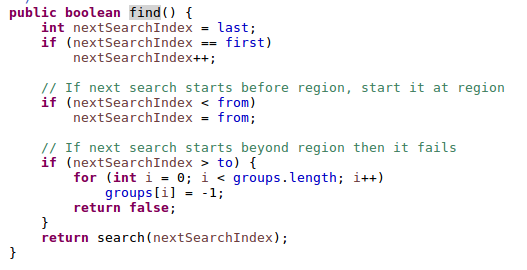 public boolean find() {
    int nextSearchIndex = last;
    if (nextSearchIndex == first)
        nextSearchIndex++;

    // If next search starts before region, start it at region
    if (nextSearchIndex < from)
        nextSearchIndex = from;

    // If next search starts beyond region then it fails
    if (nextSearchIndex > to) {
        for (int i = 0; i < groups.length; i++)
            groups[i] = -1;
        return false;
    }
    return search(nextSearchIndex);
}